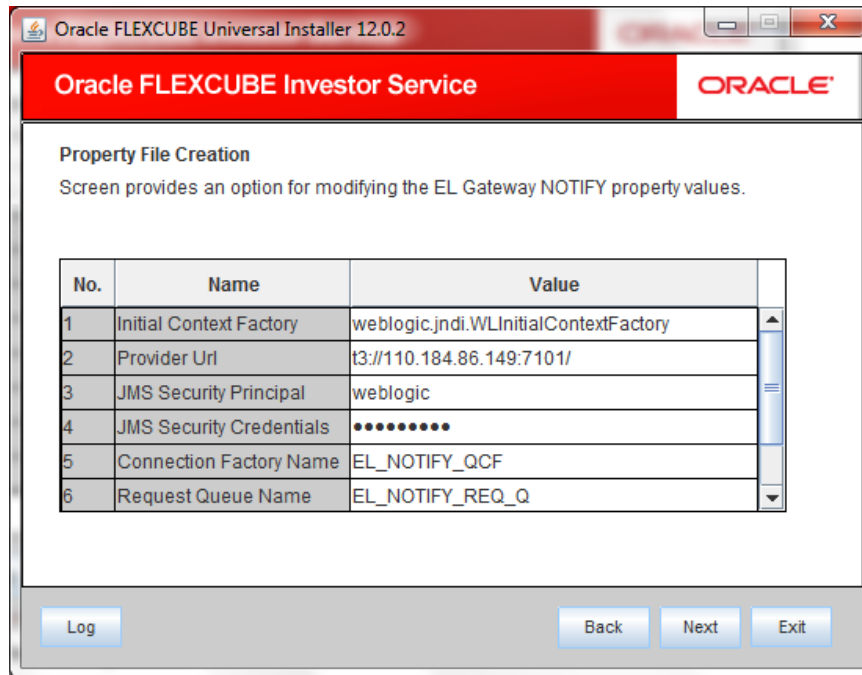 Oracle FLEXCUBE Universal Installer 12.0.2
Oracle FLEXCUBE Investor Service
ORACLE
Property File Creation
Screen provides an option for modifying the EL Gateway NOTIFY property values.
No. Name Value
1 Initial Context Factory weblogic.jndi.WLInitialContextFactory
2 Provider Url t3://110.184.86.149:7101/
3 JMS Security Principal weblogic
4 JMS Security Credentials •••••••••
5 Connection Factory Name EL_NOTIFY_QCF
6 Request Queue Name EL_NOTIFY_REQ_Q
Log Back Next Exit